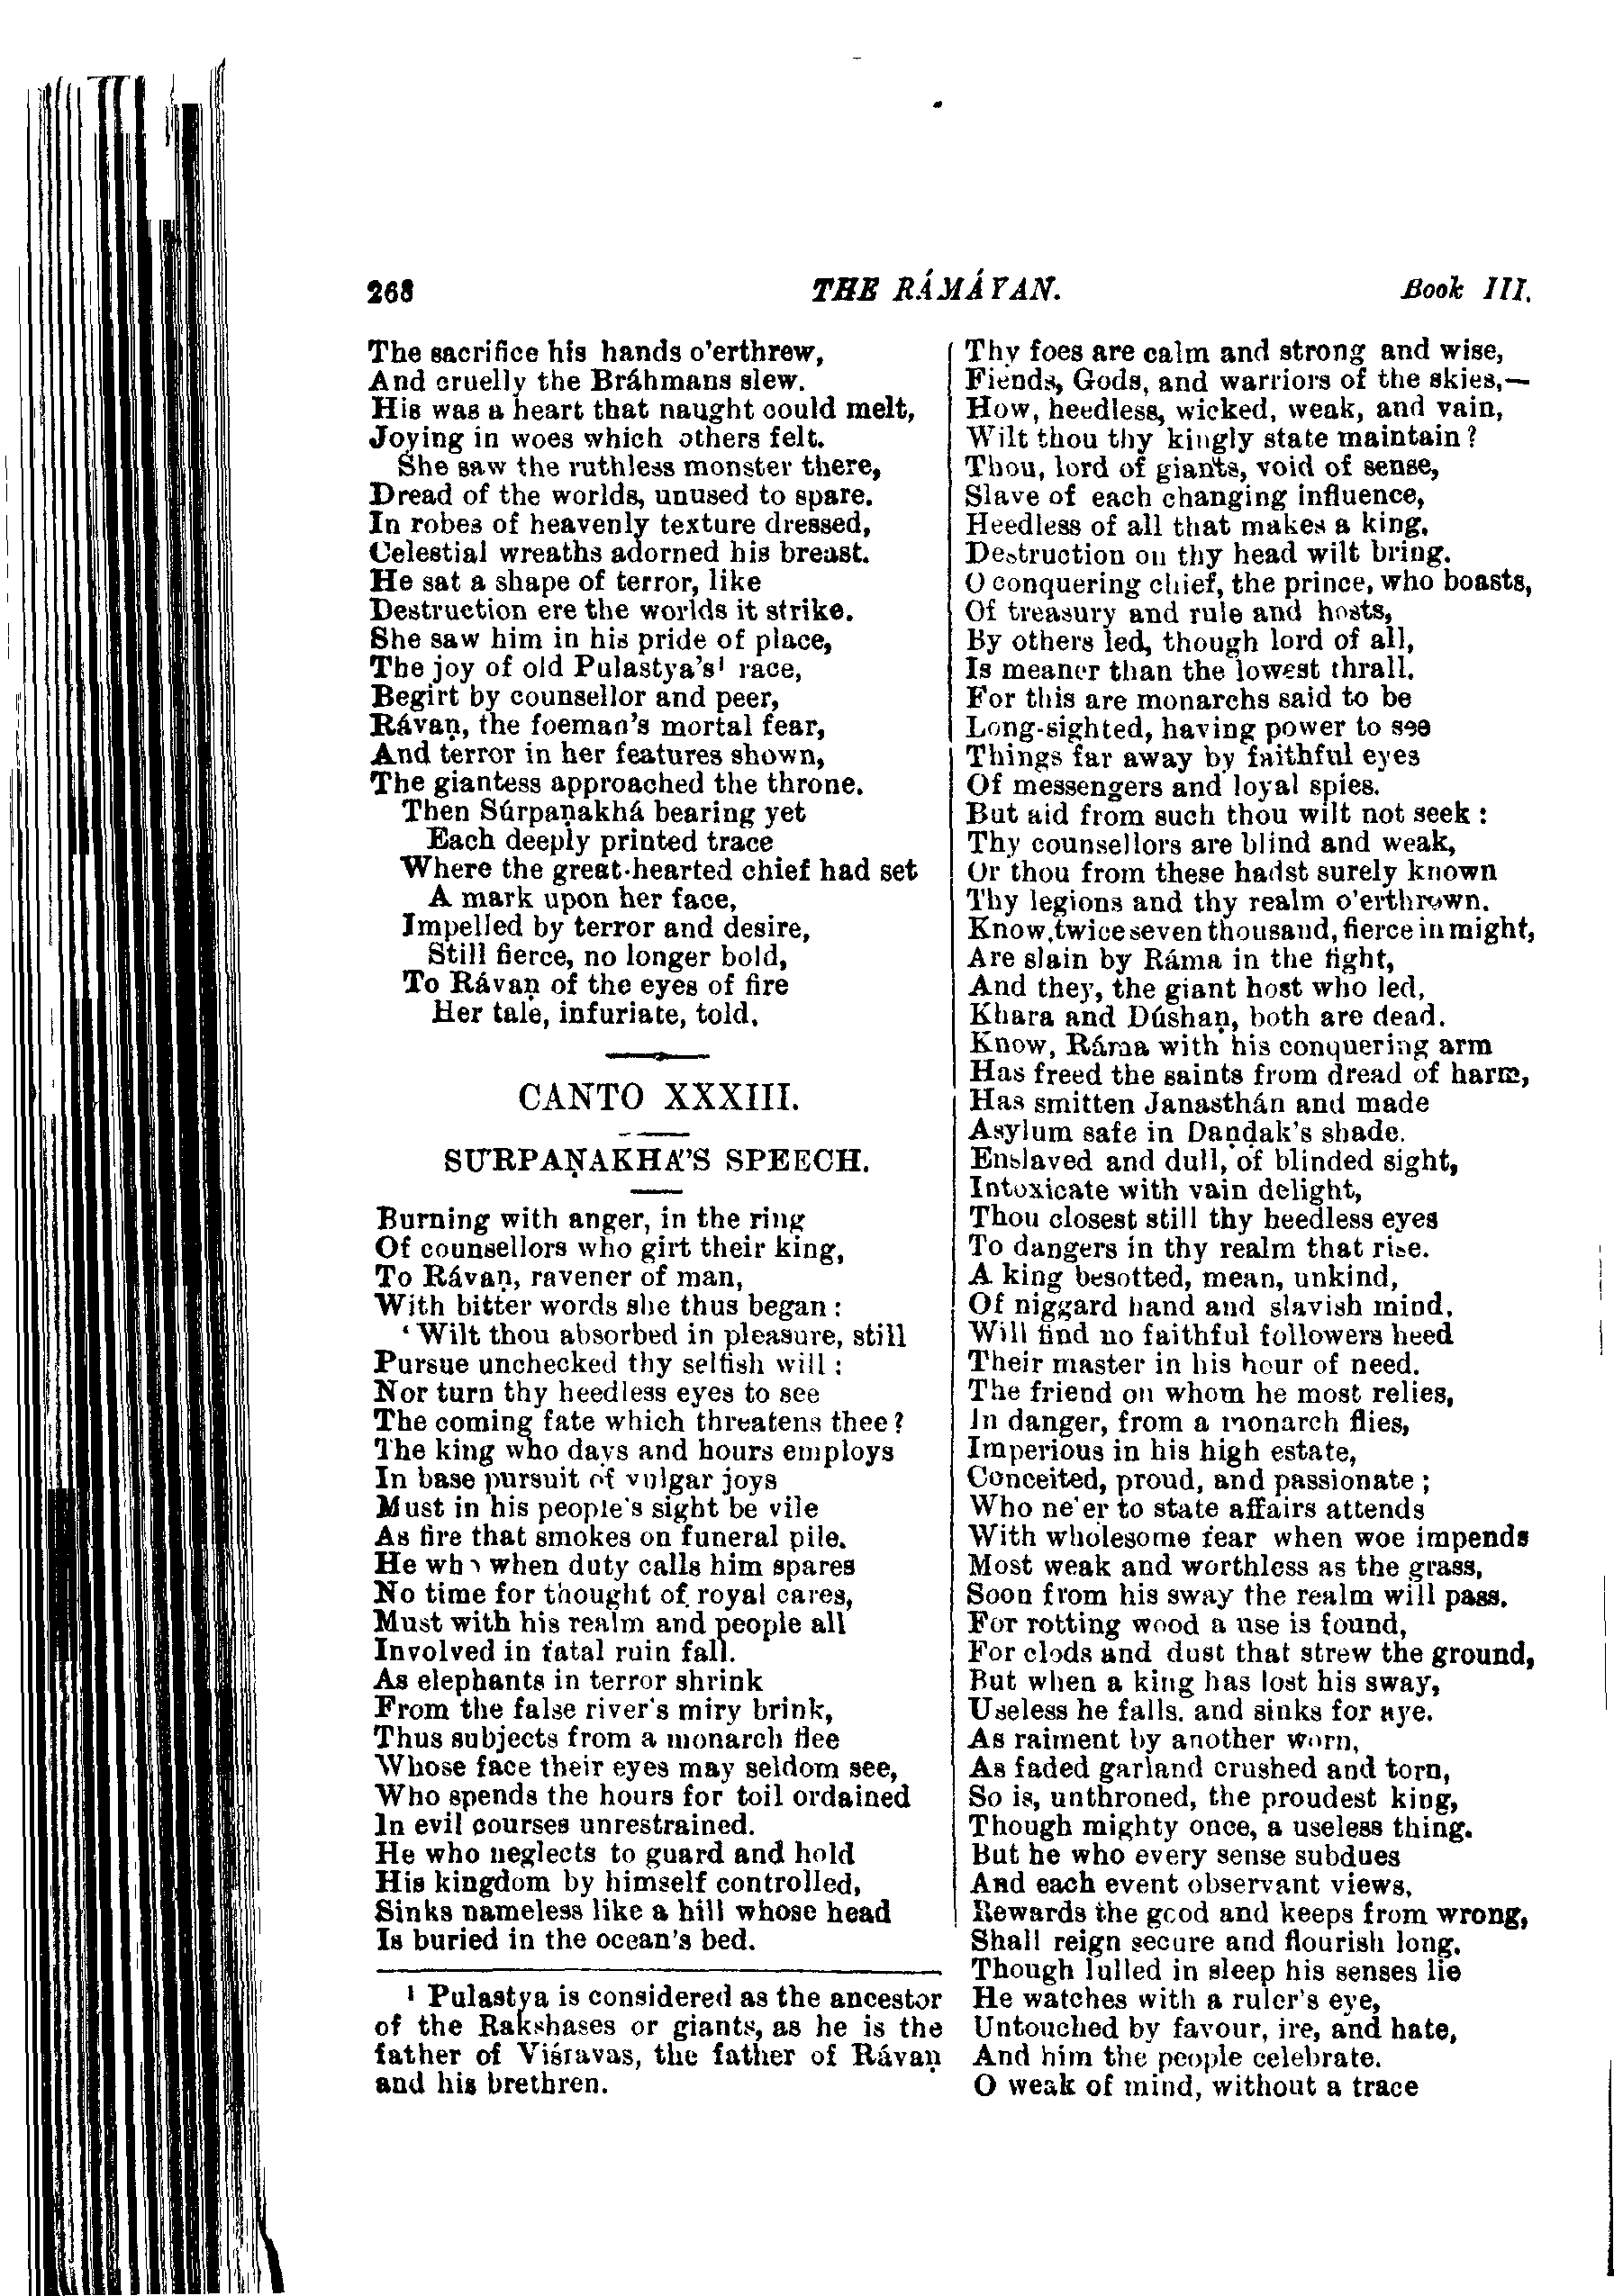 268 THE RÁMÁYAN. Book III.
The sacrifice his hands o'erthrew,
And cruelly the Bráhmans slew.
His was a heart that naught could melt,
Joying in woes which others felt.
She saw the ruthless monster there,
Dread of the worlds, unused to spare.
In robes of heavenly texture dressed,
Celestial wreaths adorned his breast.
He sat a shape of terror, like
Destruction ere the worlds it strike.
She saw him in his pride of place,
The joy of old Pulastya's¹ race,
Begirt by counsellor and peer,
Rávaṇ, the foeman's mortal fear,
And terror in her features shown,
The giantess approached the throne.
Then Súrpaṇakhá bearing yet
Each deeply printed trace
Where the great-hearted chief had set
A mark upon her face,
Impelled by terror and desire,
Still fierce, no longer bold,
To Rávaṇ of the eyes of fire
Her tale, infuriate, told.
CANTO XXXIII.
SU'RPAṆAKHÁ'S SPEECH.
Burning with anger, in the ring
Of counsellors who girt their king,
To Rávaṇ, ravener of man,
With bitter words she thus began:
'Wilt thou absorbed in pleasure, still
Pursue unchecked thy selfish will:
Nor turn thy heedless eyes to see
The coming fate which threatens thee?
The king who days and hours employs
In base pursuit of vulgar joys
Must in his people's sight be vile
As fire that smokes on funeral pile.
He who when duty calls him spares
No time for thought of royal cares,
Must with his realm and people all
Involved in fatal ruin fall.
As elephants in terror shrink
From the false river's miry brink,
Thus subjects from a monarch flee
Whose face their eyes may seldom see,
Who spends the hours for toil ordained
In evil courses unrestrained.
He who neglects to guard and hold
His kingdom by himself controlled,
Sinks nameless like a hill whose head
Is buried in the ocean's bed.
¹ Pulastya is considered as the ancestor
of the Rakshases or giants, as he is the
father of Viśravas, the father of Rávaṇ
and his brethren.
Thy foes are calm and strong and wise,
Fiends, Gods, and warriors of the skies,—
How, heedless, wicked, weak, and vain,
Wilt thou thy kingly state maintain?
Thou, lord of giants, void of sense,
Slave of each changing influence,
Heedless of all that makes a king,
Destruction on thy head wilt bring.
O conquering chief, the prince, who boasts,
Of treasury and rule and hosts,
By others led, though lord of all,
Is meaner than the lowest thrall.
For this are monarchs said to be
Long-sighted, having power to see
Things far away by faithful eyes
Of messengers and loyal spies.
But aid from such thou wilt not seek:
Thy counsellors are blind and weak,
Or thou from these hadst surely known
Thy legions and thy realm o'erthrown.
Know, twice seven thousand, fierce in might,
Are slain by Ráma in the fight,
And they, the giant host who led,
Khara and Dúshaṇ, both are dead.
Know, Ráma with his conquering arm
Has freed the saints from dread of harm,
Has smitten Janasthán and made
Asylum safe in Daṇḍak's shade.
Enslaved and dull, of blinded sight,
Intoxicate with vain delight,
Thou closest still thy heedless eyes
To dangers in thy realm that rise.
A king besotted, mean, unkind,
Of niggard hand and slavish mind,
Will find no faithful followers heed
Their master in his hour of need.
The friend on whom he most relies,
In danger, from a monarch flies,
Imperious in his high estate,
Conceited, proud, and passionate;
Who ne'er to state affairs attends
With wholesome fear when woe impends
Most weak and worthless as the grass,
Soon from his sway the realm will pass.
For rotting wood a use is found,
For clods and dust that strew the ground,
But when a king has lost his sway,
Useless he falls. and sinks for aye.
As raiment by another worn,
As faded garland crushed and torn,
So is, unthroned, the proudest king,
Though mighty once, a useless thing.
But he who every sense subdues
And each event observant views,
Rewards the good and keeps from wrong,
Shall reign secure and flourish long.
Though lulled in sleep his senses lie
He watches with a ruler's eye,
Untouched by favour, ire, and hate,
And him the people celebrate.
O weak of mind, without a trace